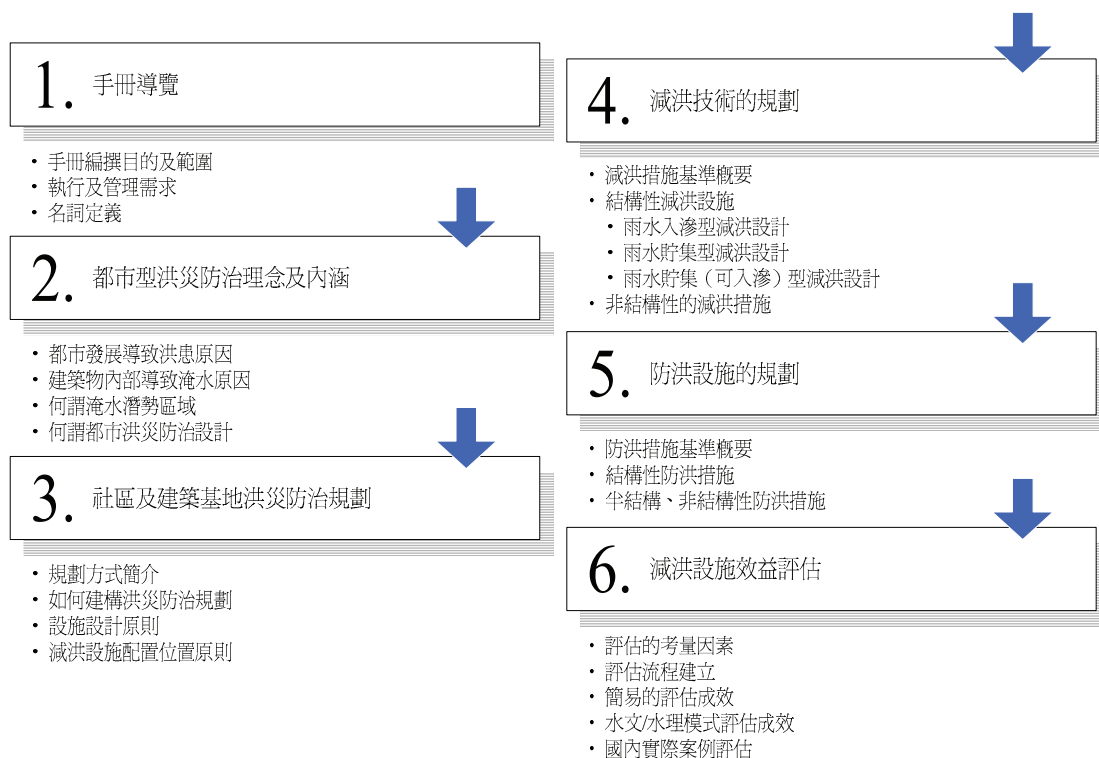 1. 手冊導覽
• 手冊編撰目的及範圍
• 執行及管理需求
• 名詞定義
2. 都市型洪災防治理念及內涵
• 都市發展導致洪患原因
• 建築物內部導致淹水原因
• 何謂淹水潛勢區域
• 何謂都市洪災防治設計
3. 社區及建築基地洪災防治規劃
• 規劃方式簡介
• 如何建構洪災防治規劃
• 設施設計原則
• 減洪設施配置位置原則
4. 減洪技術的規劃
• 減洪措施基準概要
• 結構性減洪設施
• 雨水入滲型減洪設計
• 雨水貯集型減洪設計
• 雨水貯集（可入滲）型減洪設計
• 非結構性的減洪措施
5. 防洪設施的規劃
• 防洪措施基準概要
• 結構性防洪措施
• 半結構、非結構性防洪措施
6. 減洪設施效益評估
• 評估的考量因素
• 評估流程建立
• 簡易的評估成效
• 水文/水理模式評估成效
• 國內實際案例評估